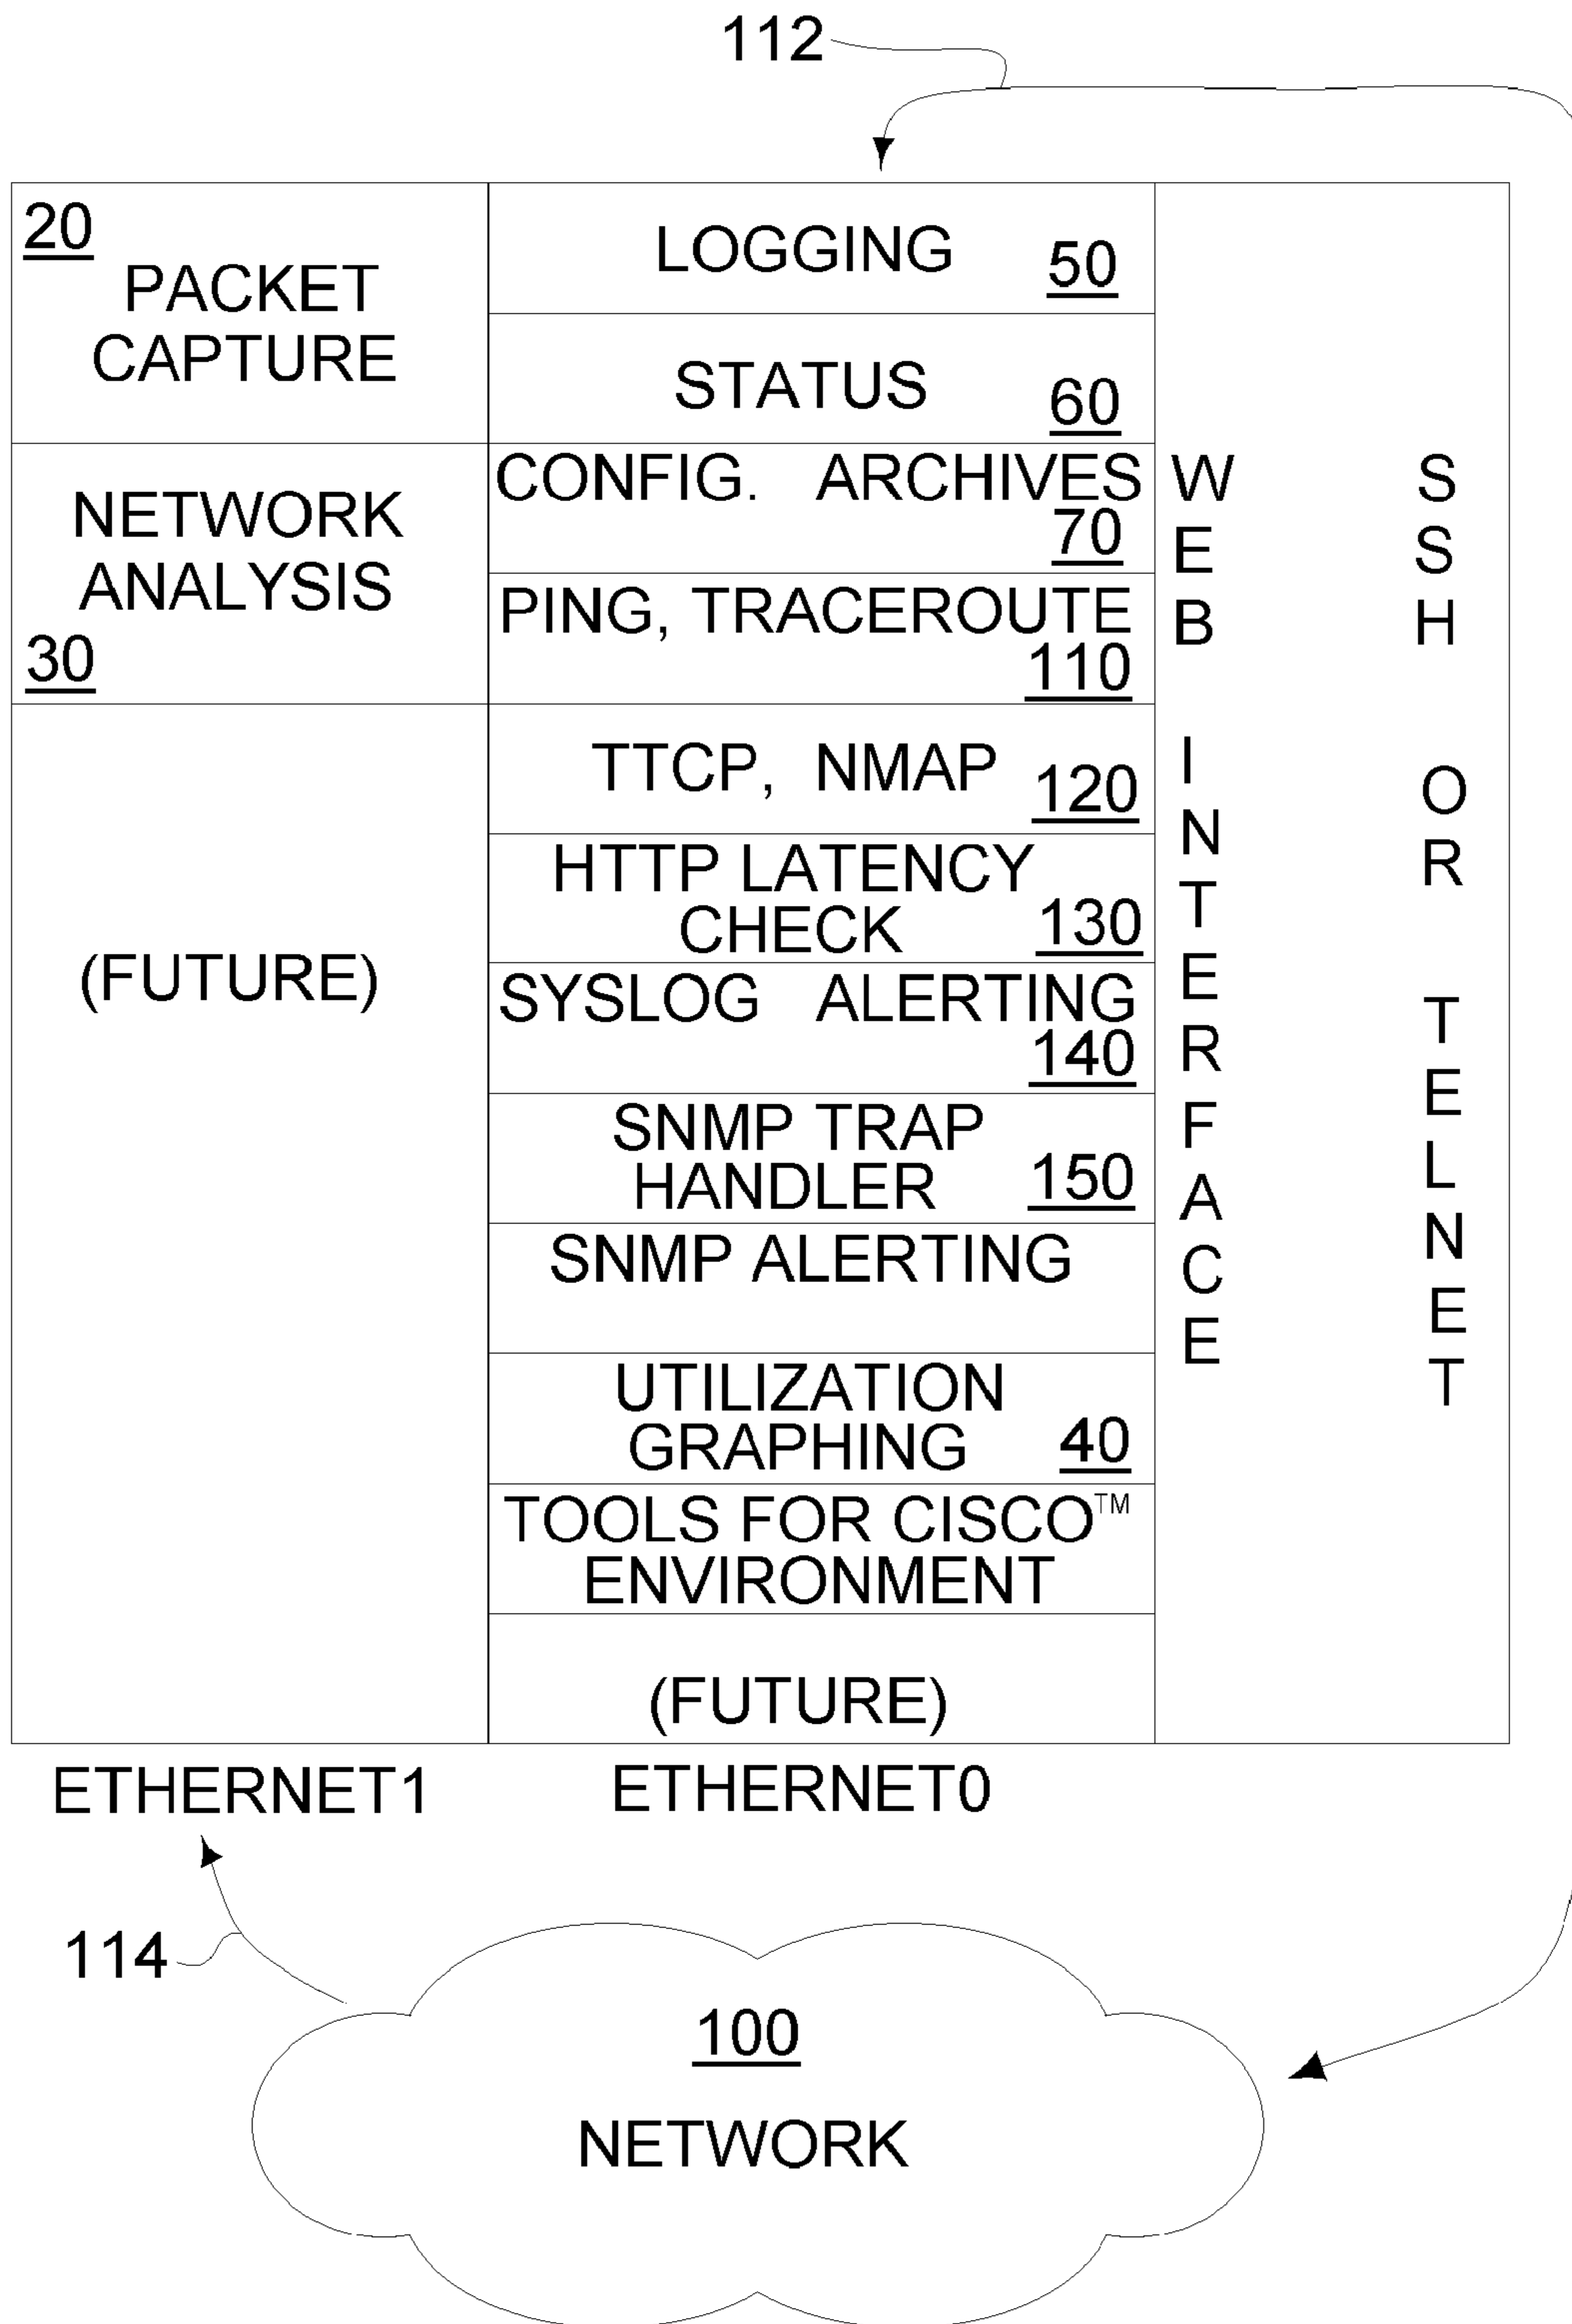 112
20
PACKET
CAPTURE
NETWORK
ANALYSIS
30
(FUTURE)
LOGGING 50
STATUS 60
CONFIG. ARCHIVES
70
PING, TRACEROUTE
110
TTCP, NMAP 120
HTTP LATENCY
CHECK 130
SYSLOG ALERTING
140
SNMP TRAP
HANDLER 150
SNMP ALERTING
UTILIZATION
GRAPHING 40
TOOLS FOR CISCO™
ENVIRONMENT
(FUTURE)
WEB INTERFACE
SSH OR TELNET
ETHERNET1
ETHERNET0
114
100
NETWORK